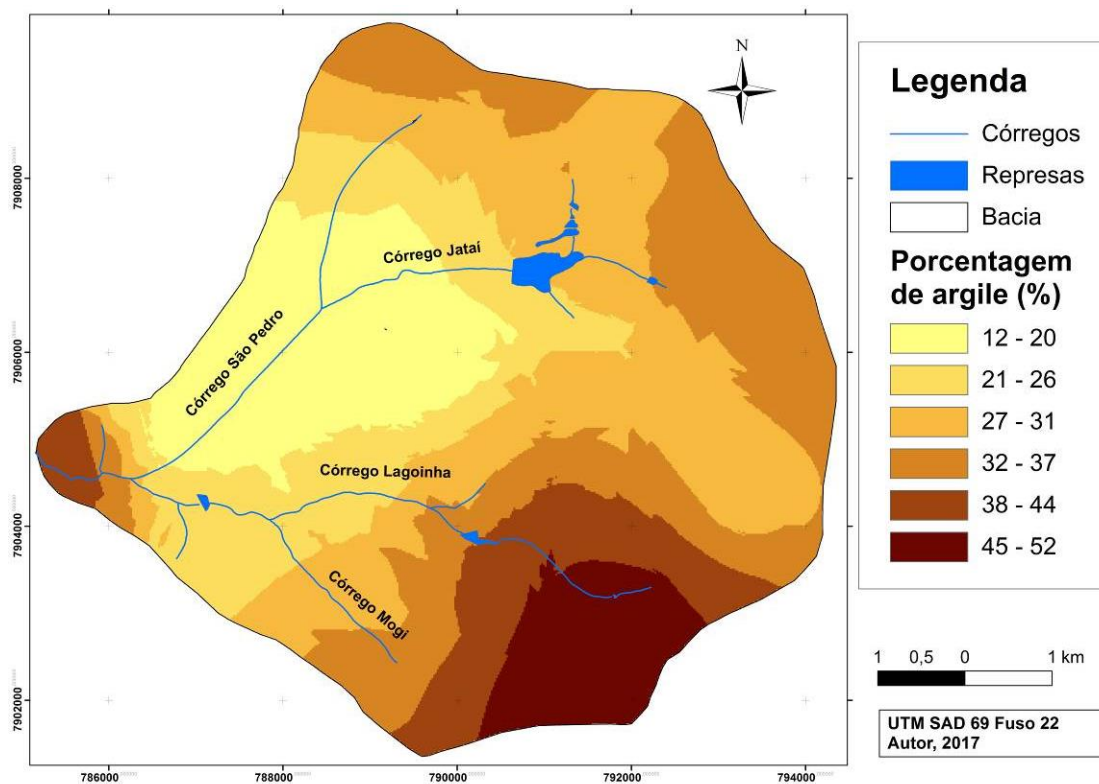 N
Córrego Jataí
Córrego São Pedro
Córrego Lagoinha
Córrego Mogi
7908000
7906000
7904000
7902000
786000
788000
790000
792000
794000
Legenda
Córregos
Represas
Bacia
Porcentagem
de argile (%)
12 - 20
21 - 26
27 - 31
32 - 37
38 - 44
45 - 52
1 0,5 0 1 km
UTM SAD 69 Fuso 22
Autor, 2017